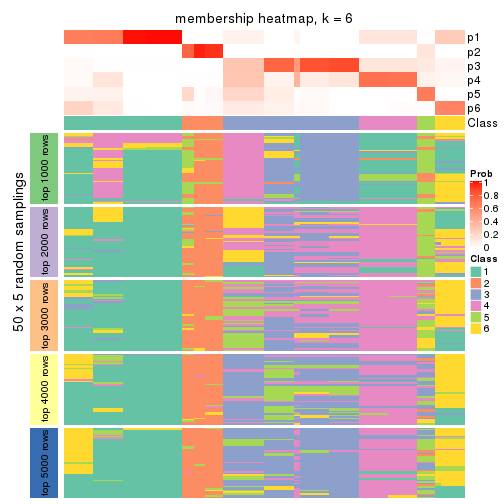 membership heatmap, k = 6
p1
p2
p3
p4
p5
p6
Class
50 x 5 random samplings
top 1000 rows
top 2000 rows
top 3000 rows
top 4000 rows
top 5000 rows
Prob
1
0.8
0.6
0.4
0.2
0
Class
1
2
3
4
5
6